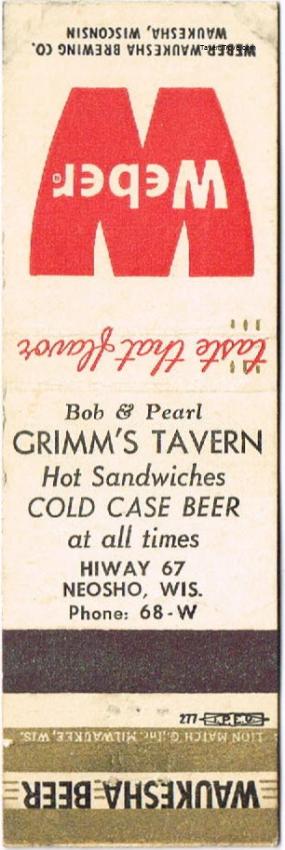 WEBER WAUKESHA BREWING CO.
WAUKESHA, WISCONSIN
Weber®
taste that flavor
Bob & Pearl
GRIMM'S TAVERN
Hot Sandwiches
COLD CASE BEER
at all times
HIWAY 67
NEOSHO, WIS.
Phone: 68-W
277
LION MATCH CO., Inc. MILWAUKEE, WIS.
WAUKESHA BEER